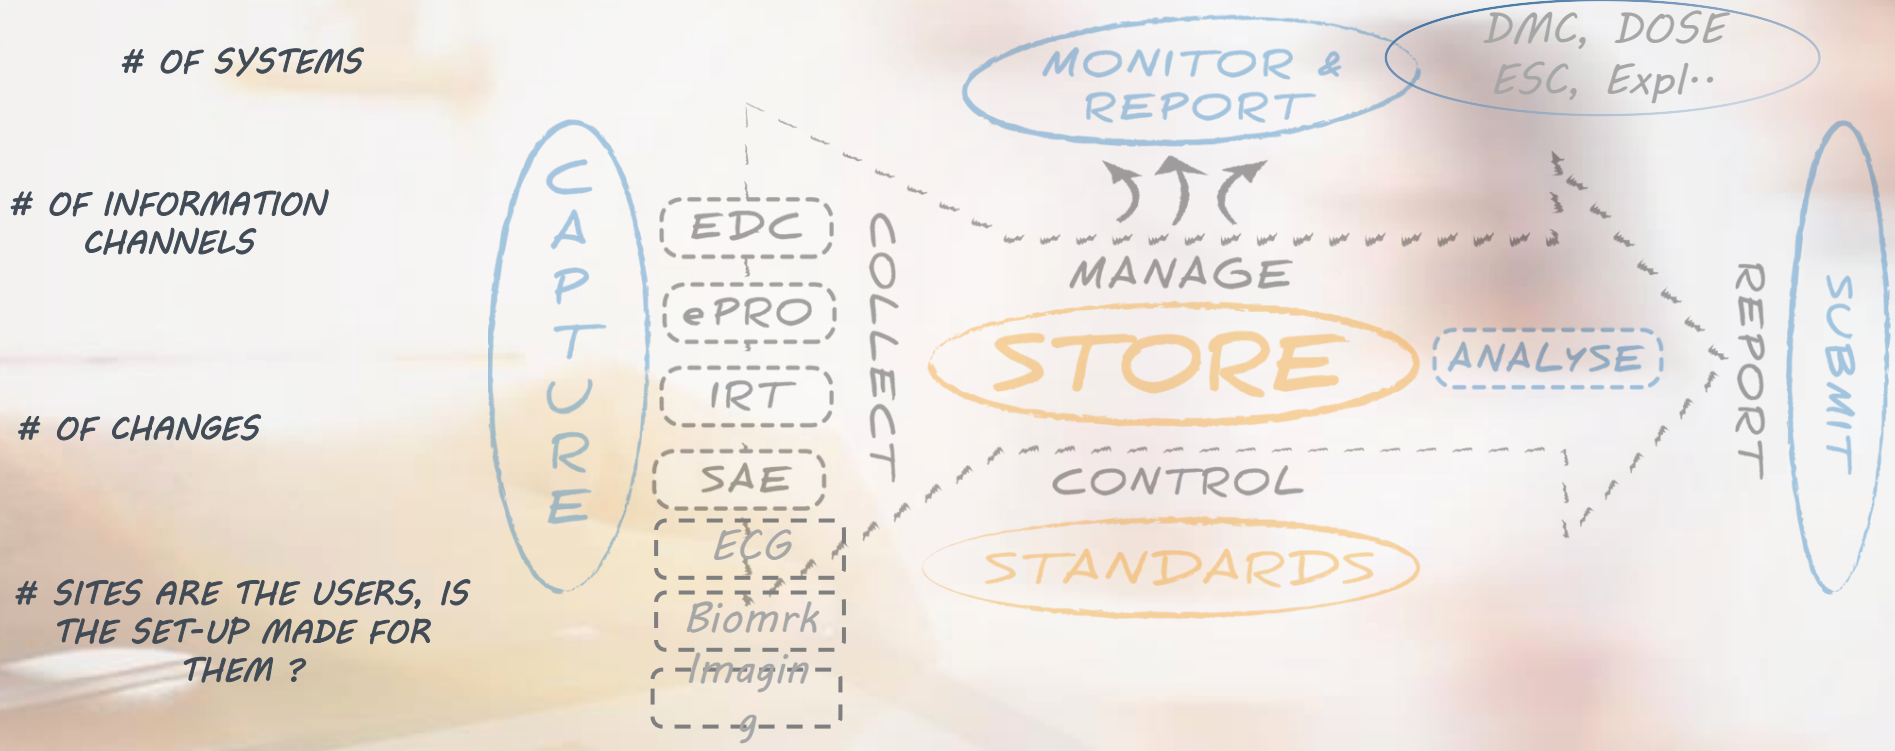 # OF SYSTEMS
# OF INFORMATION
CHANNELS
# OF CHANGES
# SITES ARE THE USERS, IS
THE SET-UP MADE FOR
THEM ?
CAPTURE
EDC
ePRO
IRT
SAE
ECG
Biomrk
Imagin
g
COLLECT
MONITOR &
REPORT
DMC, DOSE
ESC, Expl..
MANAGE
STORE
ANALYSE
CONTROL
STANDARDS
REPORT
SUBMIT